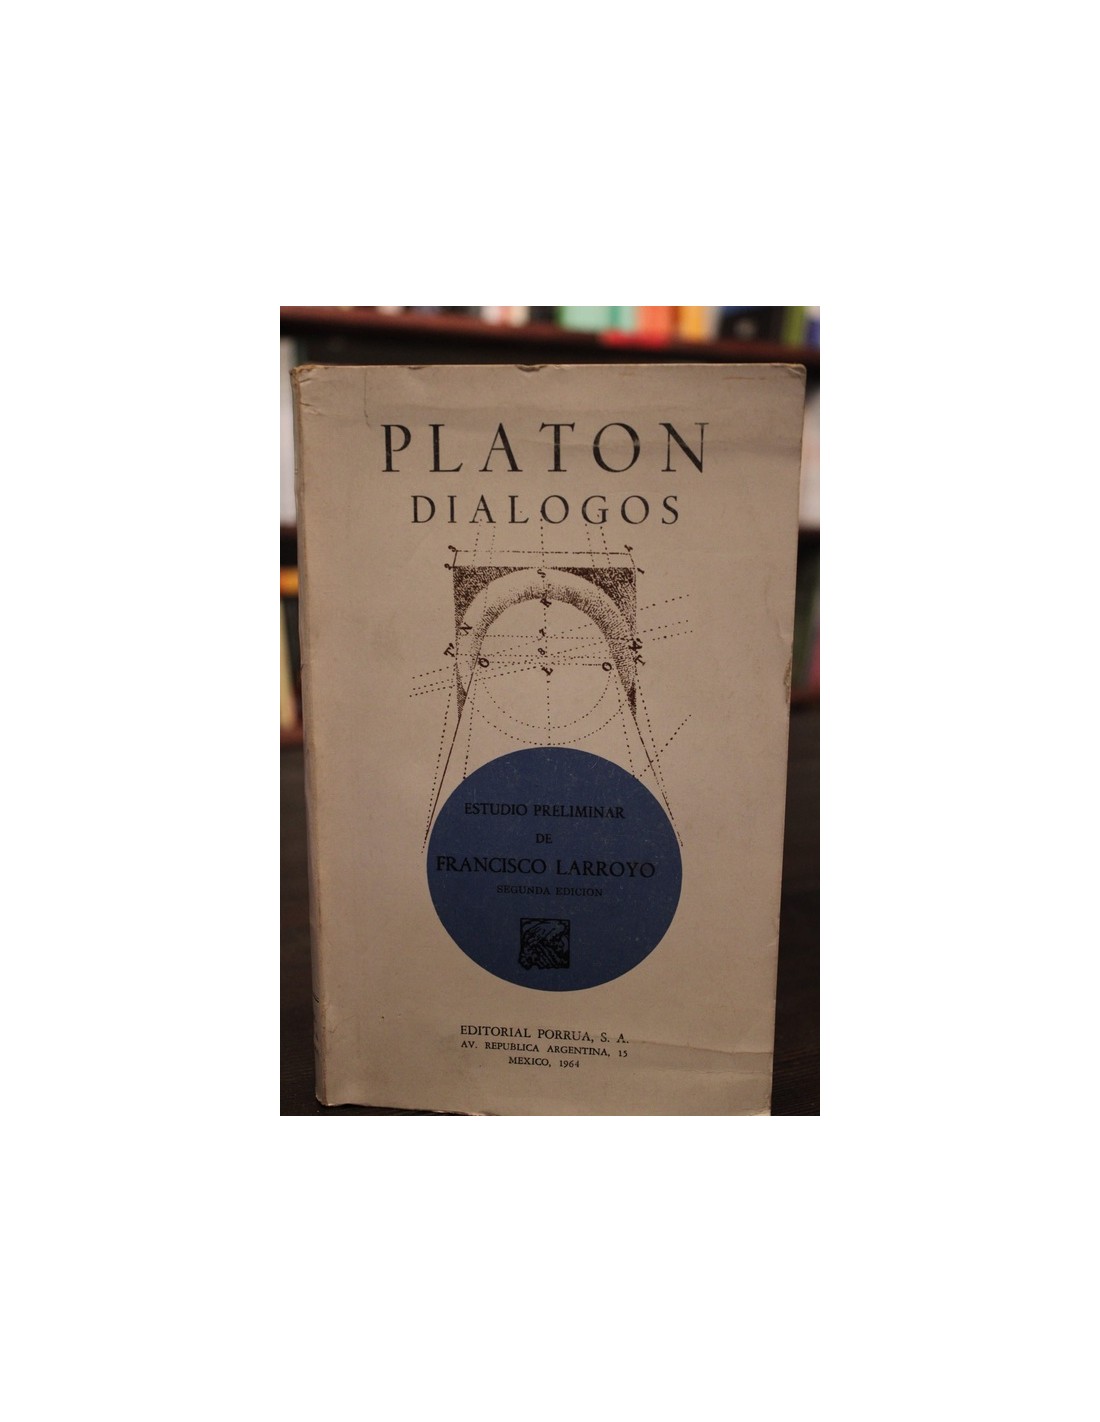 PLATON
DIALOGOS
ESTUDIO PRELIMINAR
DE
FRANCISCO LARROYO
SEGUNDA EDICION
EDITORIAL PORRUA, S. A.
AV. REPUBLICA ARGENTINA, 15
MEXICO, 1964